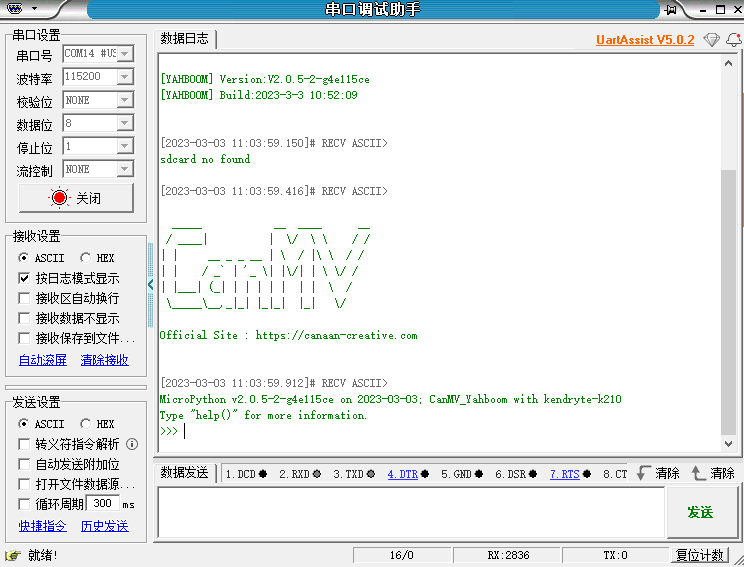 串口调试助手
串口设置
串口号 COM14 #US
波特率 115200
校验位 NONE
数据位 8
停止位 1
流控制 NONE
关闭
接收设置
ASCII HEX
按日志模式显示
接收区自动换行
接收数据不显示
接收保存到文件...
自动滚屏 清除接收
发送设置
ASCII HEX
转义符指令解析
自动发送附加位
打开文件数据源...
循环周期 300 ms
快捷指令 历史发送
数据日志
UartAssist V5.0.2
[YAHBOOM] Version:V2.0.5-2-g4e115ce
[YAHBOOM] Build:2023-3-3 10:52:09
[2023-03-03 11:03:59.150]# RECV ASCII>
sdcard no found
[2023-03-03 11:03:59.416]# RECV ASCII>
CanMV
Official Site : https://canaan-creative.com
[2023-03-03 11:03:59.912]# RECV ASCII>
MicroPython v2.0.5-2-g4e115ce on 2023-03-03; CanMV_Yahboom with kendryte-k210
Type "help()" for more information.
>>>
数据发送 1.DCD 2.RXD 3.TXD 4.DTR 5.GND 6.DSR 7.RTS 8.CT 清除 清除
发送
就绪! 16/0 RX:2836 TX:0 复位计数